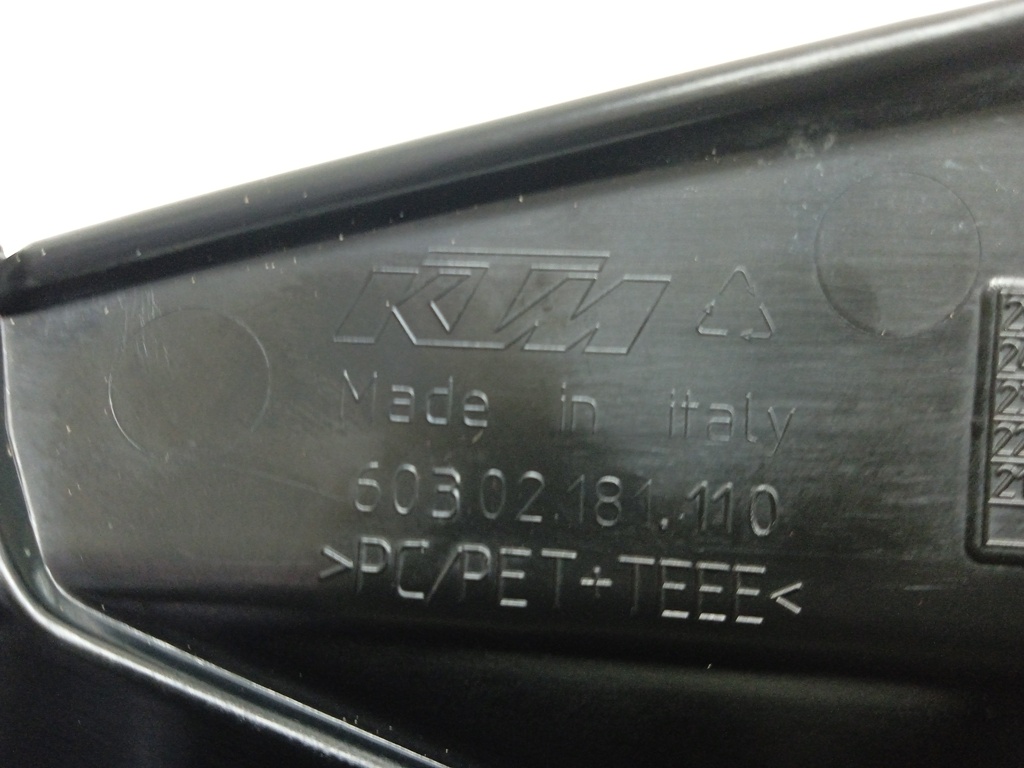 KTM
Made in italy
603.02.181.110
>PC/PET+TEEE<